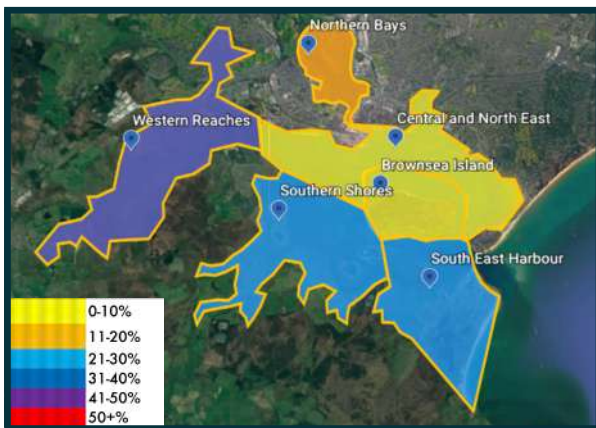 Northern Bays
Western Reaches
Central and North East
Brownsea Island
Southern Shores
South East Harbour
0-10%
11-20%
21-30%
31-40%
41-50%
50+%